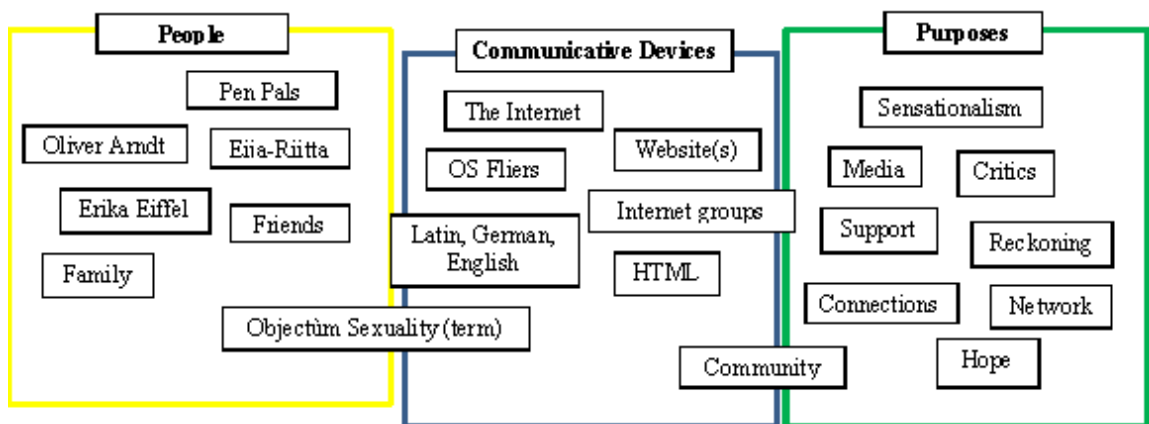 People
Pen Pals
Oliver Arndt
Eiia-Riitta
Erika Eiffel
Friends
Family
Objectùm Sexuality (term)
Communicative Devices
The Internet
Website(s)
OS Fliers
Internet groups
Latin, German,
English
HTML
Community
Purposes
Sensationalism
Media
Critics
Support
Reckoning
Connections
Network
Hope